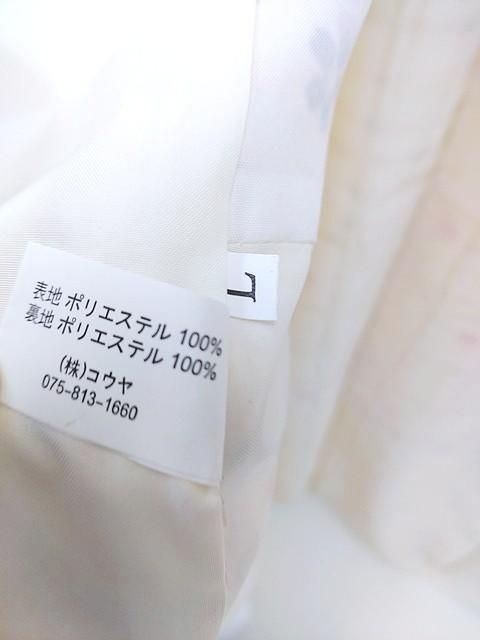 表地 ポリエステル 100%
裏地 ポリエステル 100%
(株)コウヤ
075-813-1660
L